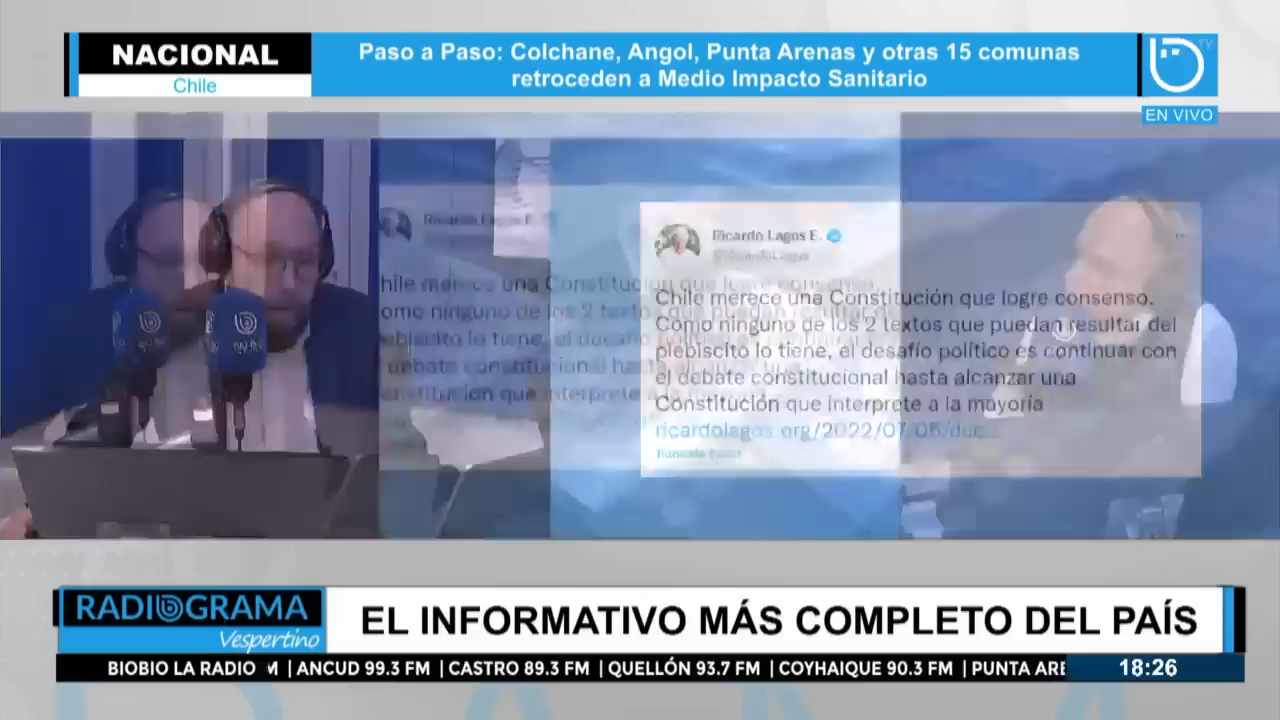 NACIONAL
Chile
Paso a Paso: Colchane, Angol, Punta Arenas y otras 15 comunas
retroceden a Medio Impacto Sanitario
TV
EN VIVO
Ricardo Lagos E.
Chile merece una Constitución que logre consenso.
Como ninguno de los 2 textos que puedan resultar del
plebiscito lo tiene, el desafío político es continuar con
el debate constitucional hasta alcanzar una
Constitución que interprete a la mayoría
RADIOGRAMA
Vespertino
EL INFORMATIVO MÁS COMPLETO DEL PAÍS
BIOBIO LA RADIO | ANCUD 99.3 FM | CASTRO 89.3 FM | QUELLÓN 93.7 FM | COYHAIQUE 90.3 FM | PUNTA ARE
18:26